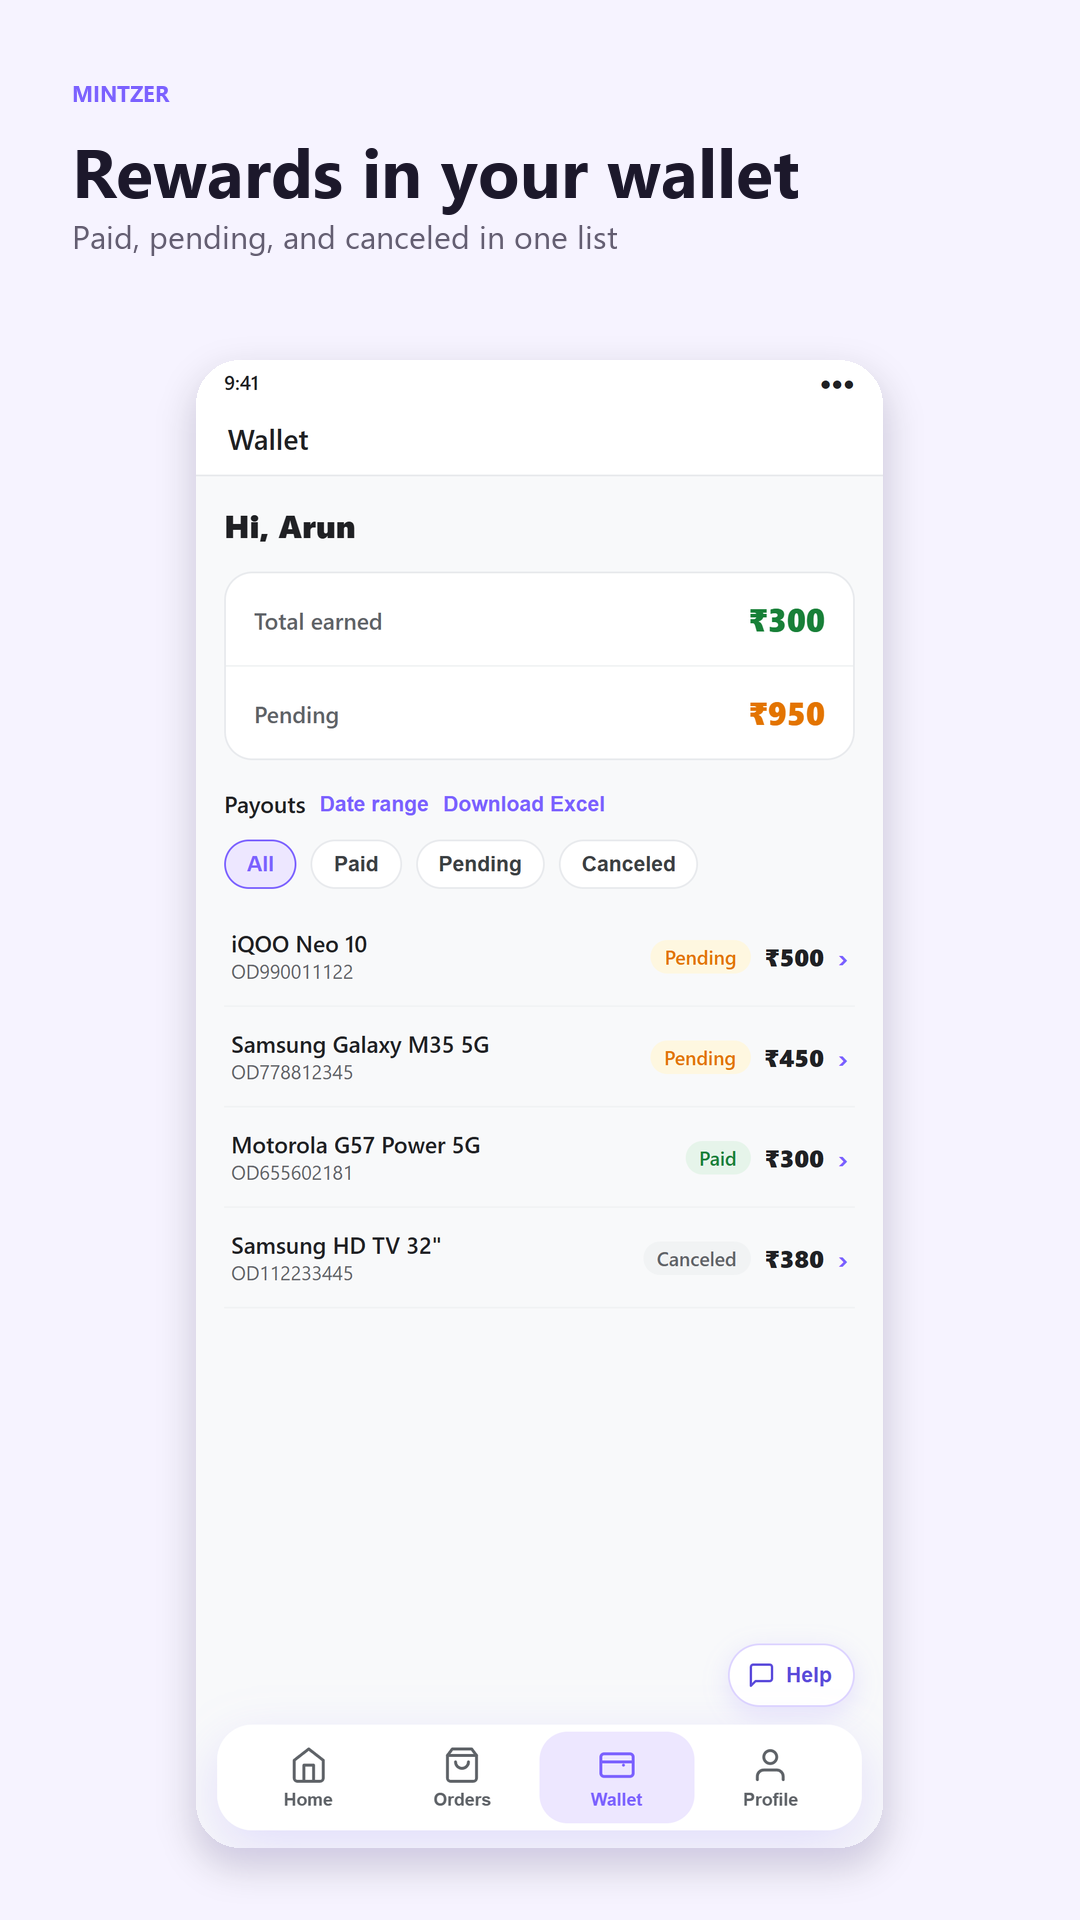 MINTZER
Rewards in your wallet
Paid, pending, and canceled in one list
9:41
Wallet
Hi, Arun
Total earned ₹300
Pending ₹950
Payouts Date range Download Excel
All Paid Pending Canceled
iQOO Neo 10
OD990011122
Pending ₹500 ›
Samsung Galaxy M35 5G
OD778812345
Pending ₹450 ›
Motorola G57 Power 5G
OD655602181
Paid ₹300 ›
Samsung HD TV 32"
OD112233445
Canceled ₹380 ›
Help
Home Orders Wallet Profile